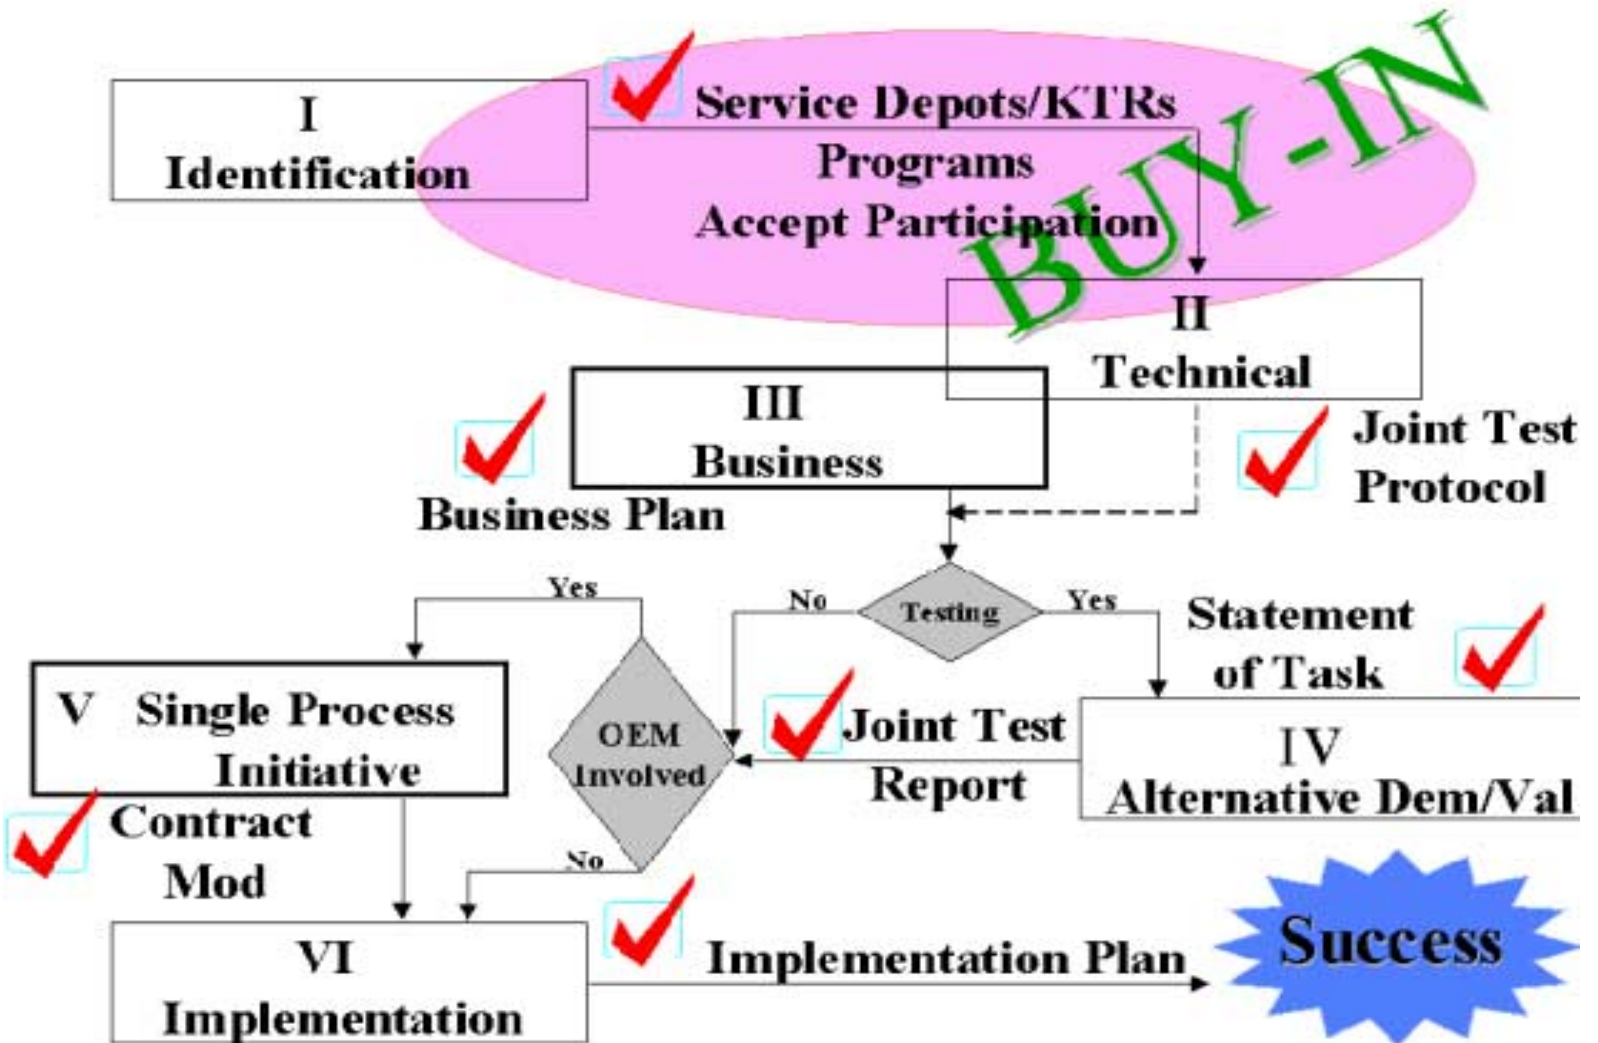 I
Identification
Service Depots/KTRs
Programs
Accept Participation
BUY-IN
II
Technical
III
Business
Business Plan
Joint Test
Protocol
Testing
No
Yes
Yes
Statement
of Task
V Single Process
Initiative
OEM
Involved
Joint Test
Report
IV
Alternative Dem/Val
Contract
Mod
No
VI
Implementation
Implementation Plan
Success